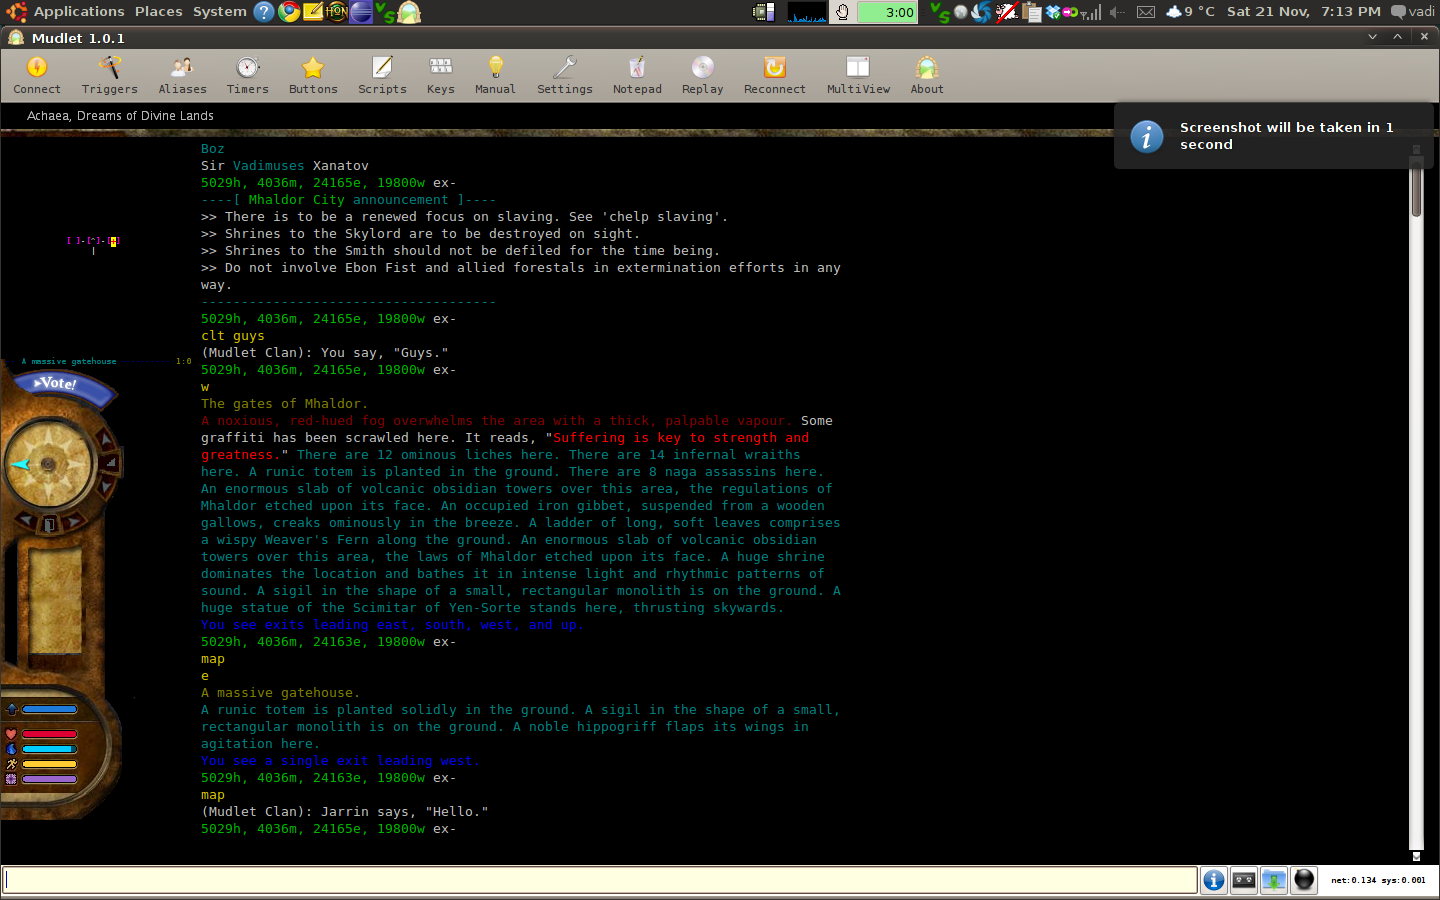 Applications Places System
3:00
9 °C Sat 21 Nov, 7:13 PM vadi
Mudlet 1.0.1
Connect Triggers Aliases Timers Buttons Scripts Keys Manual Settings Notepad Replay Reconnect MultiView About
Achaea, Dreams of Divine Lands
Screenshot will be taken in 1
second
Boz
Sir Vadimuses Xanatov
5029h, 4036m, 24165e, 19800w ex-
----[ Mhaldor City announcement ]----
>> There is to be a renewed focus on slaving. See 'chelp slaving'.
>> Shrines to the Skylord are to be destroyed on sight.
>> Shrines to the Smith should not be defiled for the time being.
>> Do not involve Ebon Fist and allied forestals in extermination efforts in any
way.
-------------------------------------
5029h, 4036m, 24165e, 19800w ex-
clt guys
(Mudlet Clan): You say, "Guys."
A massive gatehouse 1:0
5029h, 4036m, 24165e, 19800w ex-
Vote!
w
The gates of Mhaldor.
A noxious, red-hued fog overwhelms the area with a thick, palpable vapour. Some
graffiti has been scrawled here. It reads, "Suffering is key to strength and
greatness." There are 12 ominous liches here. There are 14 infernal wraiths
here. A runic totem is planted in the ground. There are 8 naga assassins here.
An enormous slab of volcanic obsidian towers over this area, the regulations of
Mhaldor etched upon its face. An occupied iron gibbet, suspended from a wooden
gallows, creaks ominously in the breeze. A ladder of long, soft leaves comprises
a wispy Weaver's Fern along the ground. An enormous slab of volcanic obsidian
towers over this area, the laws of Mhaldor etched upon its face. A huge shrine
dominates the location and bathes it in intense light and rhythmic patterns of
sound. A sigil in the shape of a small, rectangular monolith is on the ground. A
huge statue of the Scimitar of Yen-Sorte stands here, thrusting skywards.
You see exits leading east, south, west, and up.
5029h, 4036m, 24163e, 19800w ex-
map
e
A massive gatehouse.
A runic totem is planted solidly in the ground. A sigil in the shape of a small,
rectangular monolith is on the ground. A noble hippogriff flaps its wings in
agitation here.
You see a single exit leading west.
5029h, 4036m, 24163e, 19800w ex-
map
(Mudlet Clan): Jarrin says, "Hello."
5029h, 4036m, 24165e, 19800w ex-
net:0.134 sys:0.001